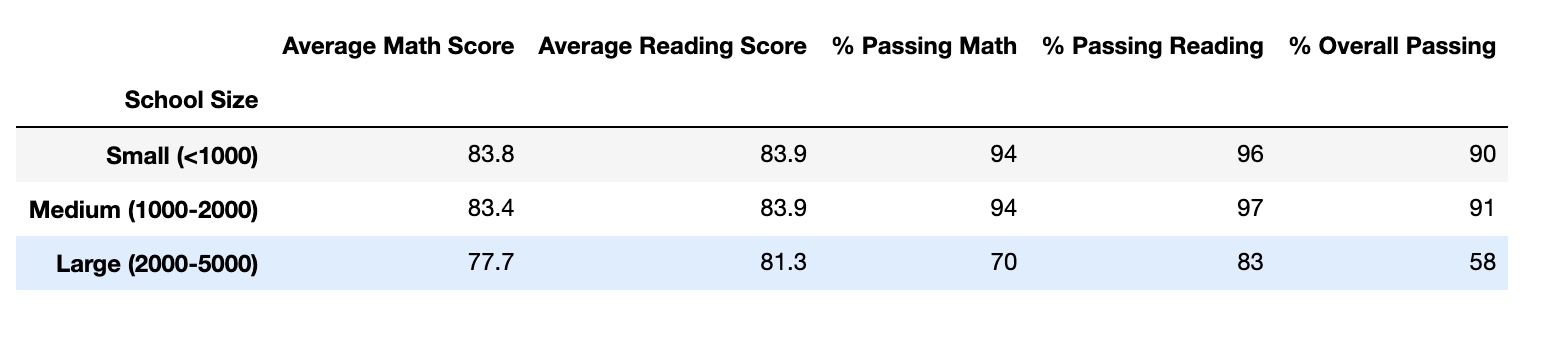 Average Math Score Average Reading Score % Passing Math % Passing Reading % Overall Passing
School Size
Small (<1000) 83.8 83.9 94 96 90
Medium (1000-2000) 83.4 83.9 94 97 91
Large (2000-5000) 77.7 81.3 70 83 58